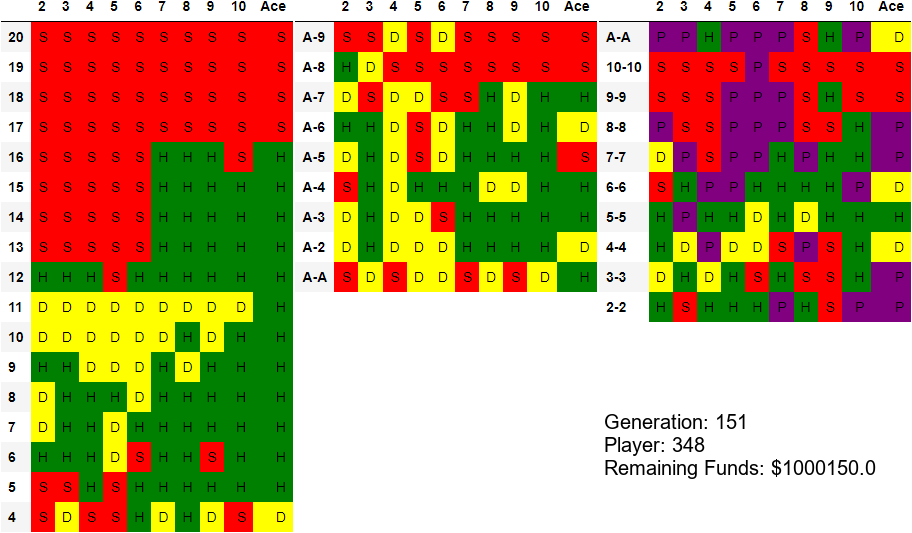 2 3 4 5 6 7 8 9 10 Ace
20 S S S S S S S S S S
19 S S S S S S S S S S
18 S S S S S S S S S S
17 S S S S S S S S S S
16 S S S S S H H H S H
15 S S S S S H H H H H
14 S S S S S H H H H H
13 S S S S S H H H H H
12 H H H S H H H H H H
11 D D D D D D D D D H
10 D D D D D D H D H H
9 H H D D D H D H H H
8 D H H H D H H H H H
7 D H H D H H H H H H
6 H H H D S H H S H H
5 S S H S H H H H H H
4 S D S S H D H D S D
2 3 4 5 6 7 8 9 10 Ace
A-9 S S D S D S S S S S
A-8 H D S S S S S S S S
A-7 D S D D S S H D H H
A-6 H H D S D H H D H D
A-5 D H D S D H H H H S
A-4 S H D H H H D D H H
A-3 D H D D S H H H H H
A-2 D H D D D H H H H D
A-A S D S D D S D S D H
2 3 4 5 6 7 8 9 10 Ace
A-A P P H P P P S H P D
10-10 S S S S P S S S S S
9-9 S S S P P P S H S S
8-8 P S S P P P S S H P
7-7 D P S P P H P H H P
6-6 S H P P H H H H P D
5-5 H P H H D H D H H H
4-4 H D P D D S P S H D
3-3 D H D H S H S S H P
2-2 H S H H H P H S P P
Generation: 151
Player: 348
Remaining Funds: $1000150.0